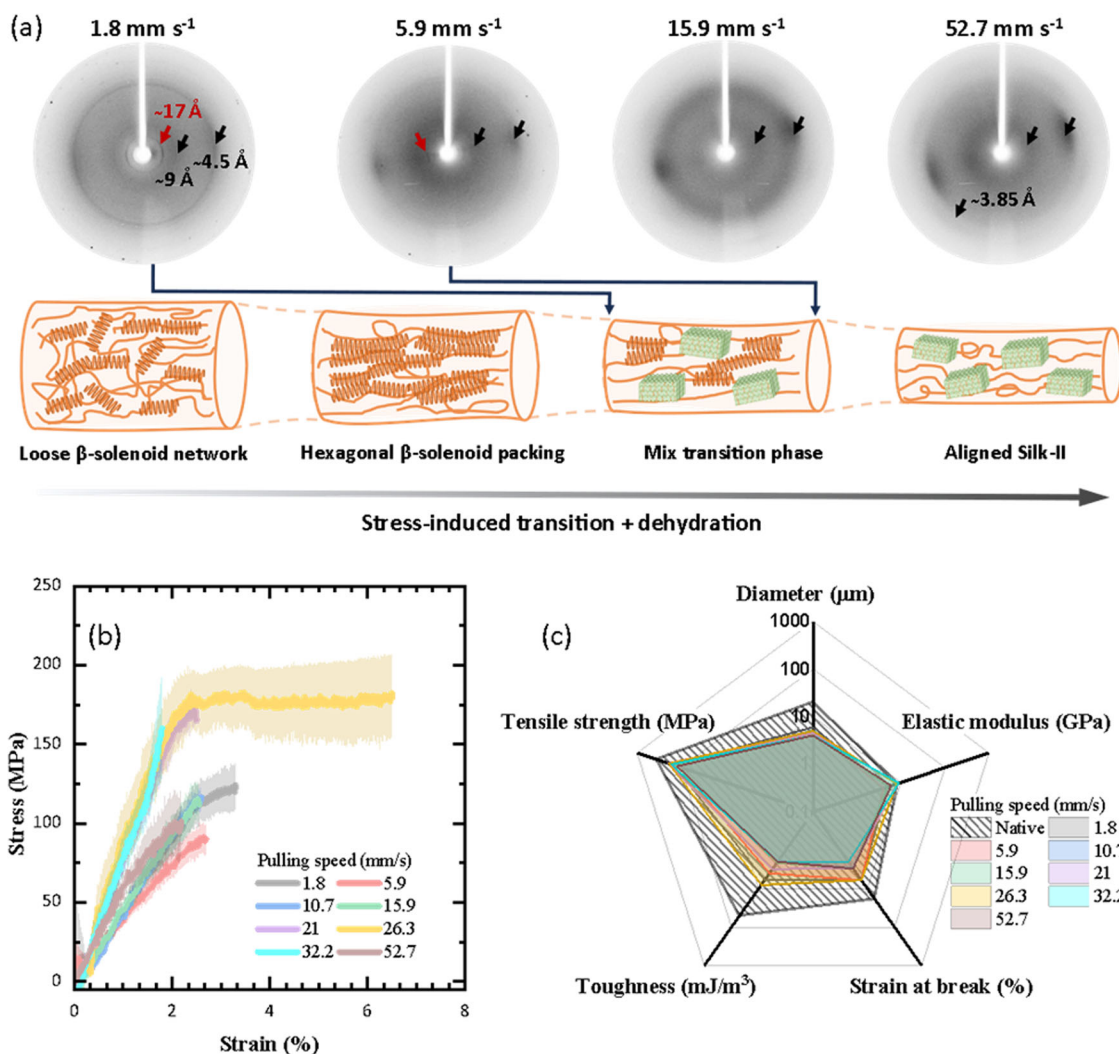 (a)
1.8 mm s⁻¹
5.9 mm s⁻¹
15.9 mm s⁻¹
52.7 mm s⁻¹
~17 Å
~4.5 Å
~9 Å
~3.85 Å
Loose β-solenoid network
Hexagonal β-solenoid packing
Mix transition phase
Aligned Silk-II
Stress-induced transition + dehydration
(b)
250
200
150
100
50
0
Stress (MPa)
0
2
4
6
8
Strain (%)
Pulling speed (mm/s)
1.8
5.9
10.7
15.9
21
26.3
32.2
52.7
(c)
Diameter (μm)
1000
100
10
1
0.1
Tensile strength (MPa)
Elastic modulus (GPa)
Toughness (mJ/m³)
Strain at break (%)
Pulling speed (mm/s)
Native
1.8
5.9
10.7
15.9
21
26.3
32.2
52.7